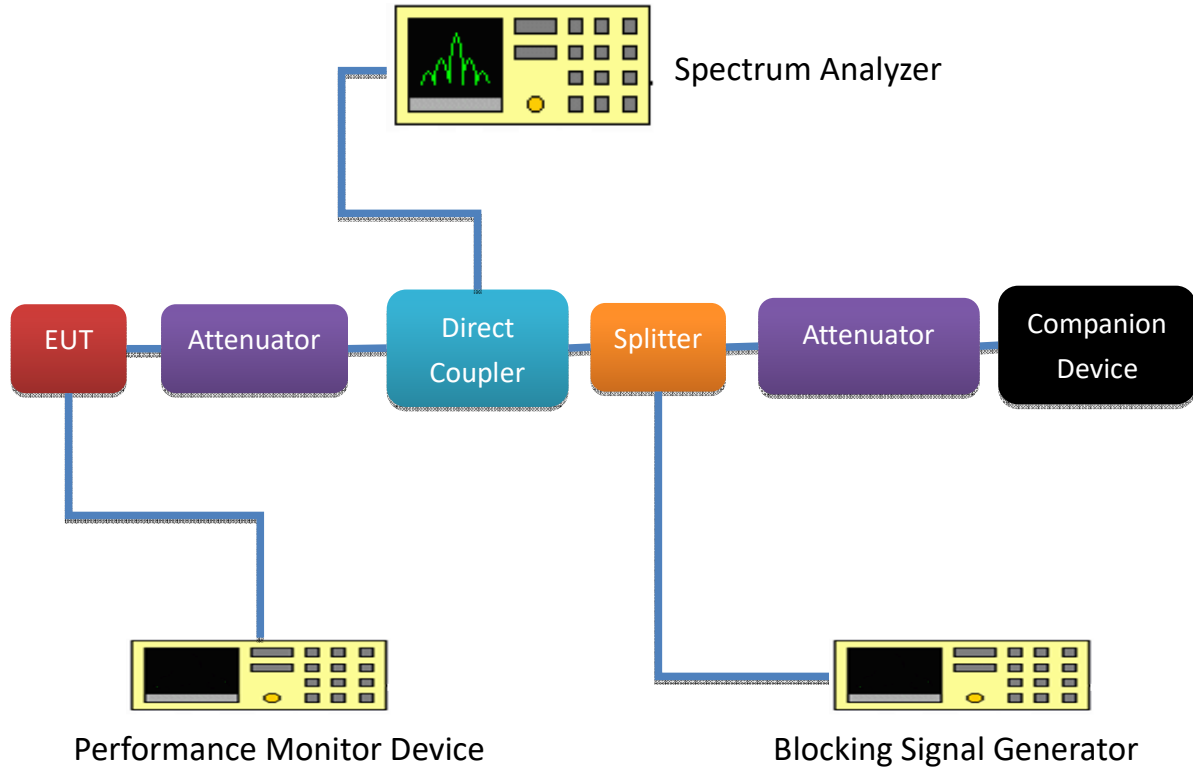 Spectrum Analyzer
EUT
Attenuator
Direct
Coupler
Splitter
Attenuator
Companion
Device
Performance Monitor Device
Blocking Signal Generator